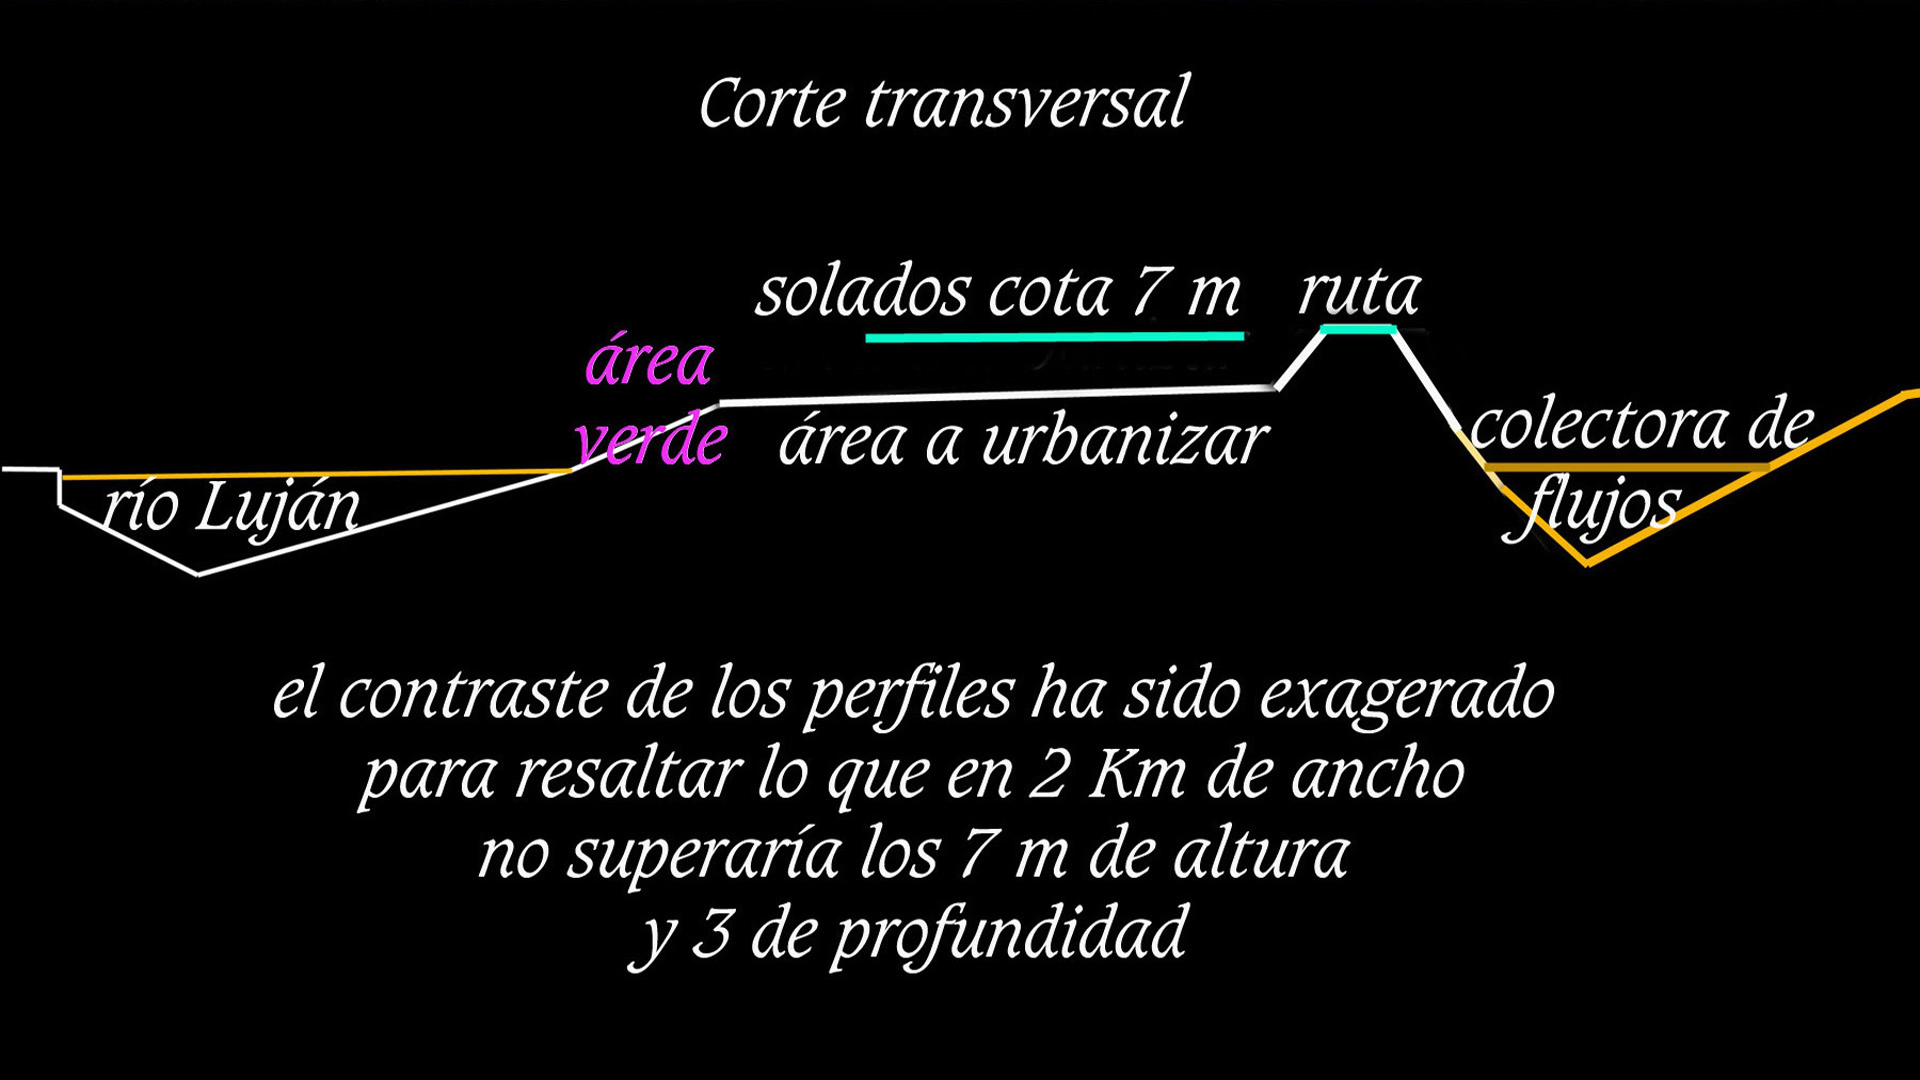 Corte transversal
solados cota 7 m ruta
área
verde
área a urbanizar
colectora de
flujos
río Luján
el contraste de los perfiles ha sido exagerado
para resaltar lo que en 2 Km de ancho
no superaría los 7 m de altura
y 3 de profundidad